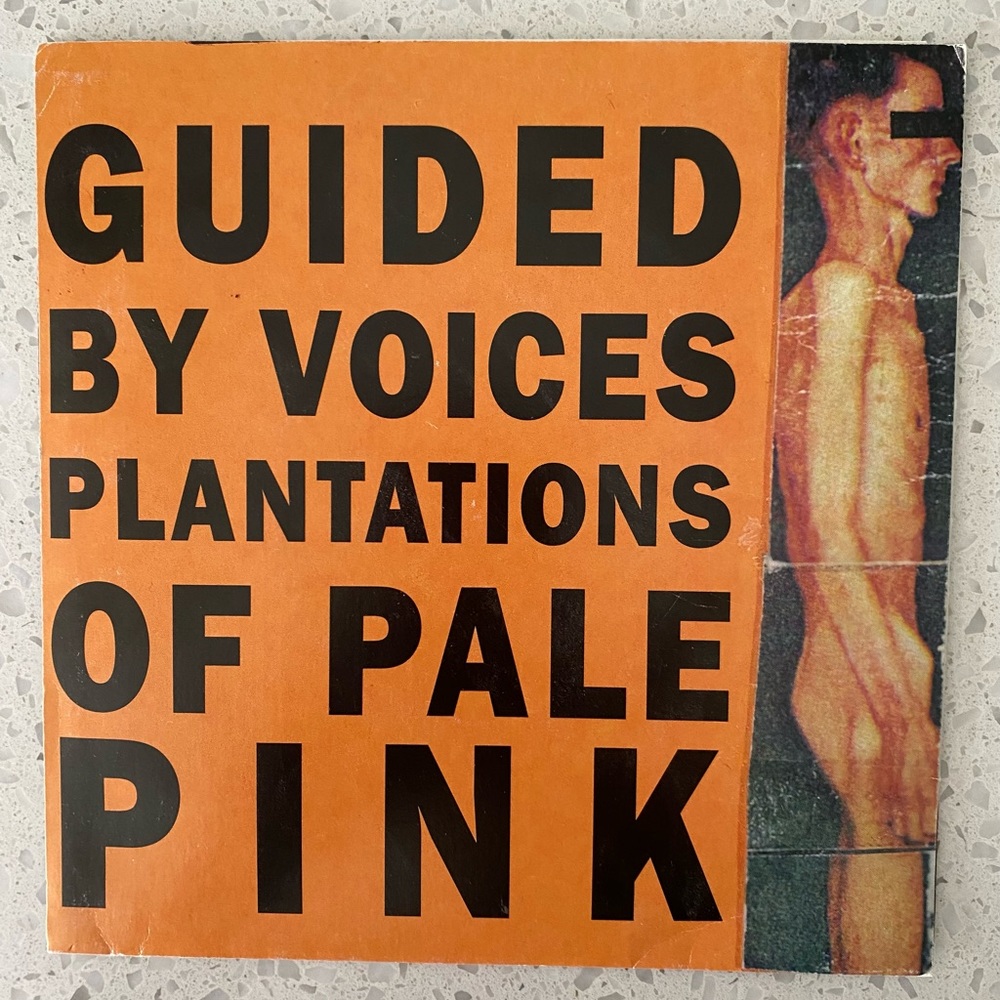 GUIDED
BY VOICES
PLANTATIONS
OF PALE
PINK